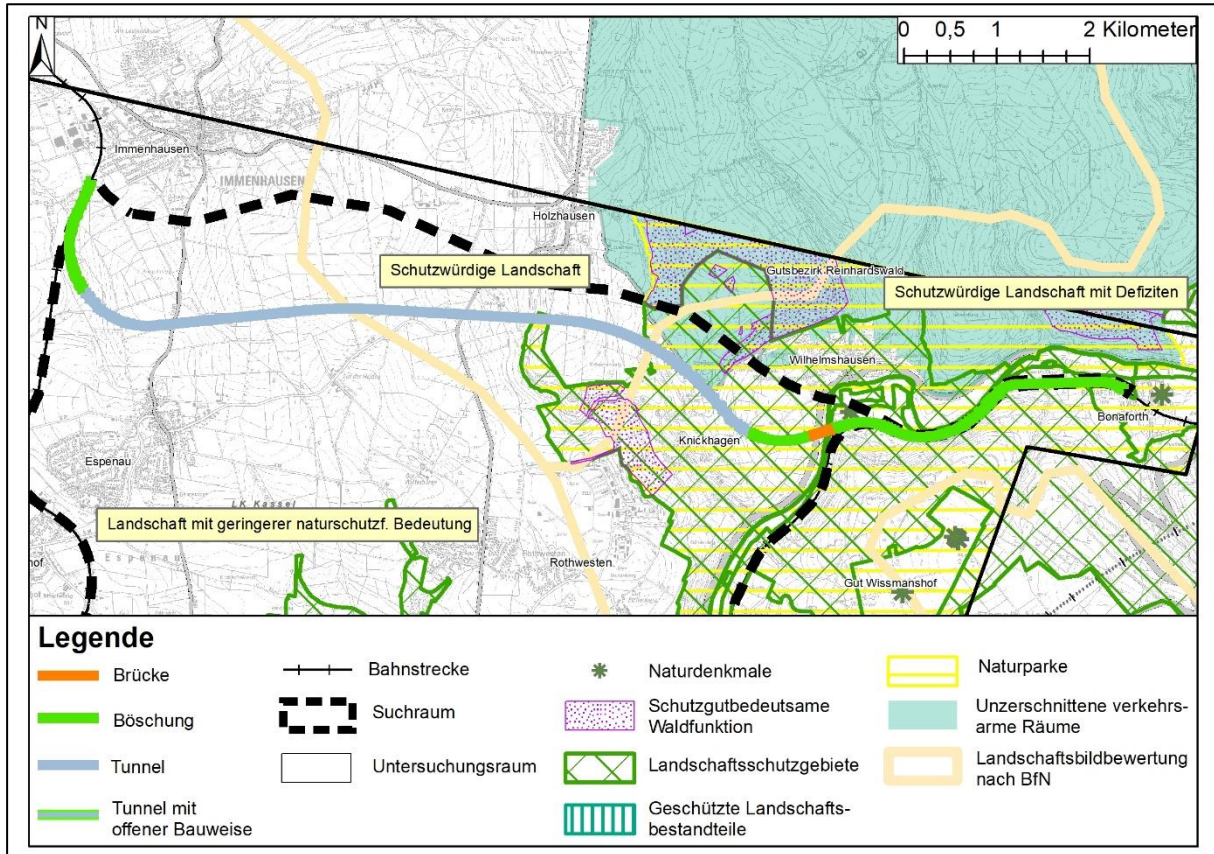 N
0 0,5 1 2 Kilometer
Immenhausen
IMMENHAUSEN
Holzhausen
Schutzwürdige Landschaft
Gutsbezirk Reinhardswald
Schutzwürdige Landschaft mit Defiziten
Wilhelmshausen
Bonaforth
Knickhagen
Espenau
LK Kassel
Landschaft mit geringerer naturschutzf. Bedeutung
Espenau
Rothwesten
Rothwesten
Gut Wissmanshof
hof
Legende
Brücke
Böschung
Tunnel
Tunnel mit
offener Bauweise
Bahnstrecke
Suchraum
Untersuchungsraum
Naturdenkmale
Schutzgutbedeutsame
Waldfunktion
Landschaftsschutzgebiete
Geschützte Landschafts-
bestandteile
Naturparke
Unzerschnittene verkehrs-
arme Räume
Landschaftsbildbewertung
nach BfN